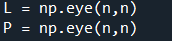 L = np.eye(n,n)
P = np.eye(n,n)